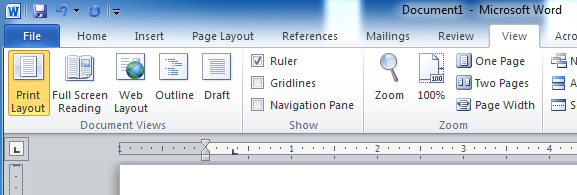 Document1 - Microsoft Word
File Home Insert Page Layout References Mailings Review View Acro
Print Layout
Full Screen Reading
Web Layout
Outline
Draft
Document Views
Ruler
Gridlines
Navigation Pane
Show
Zoom
100%
One Page
Two Pages
Page Width
Zoom
N
A
S
1 1 2 3 4